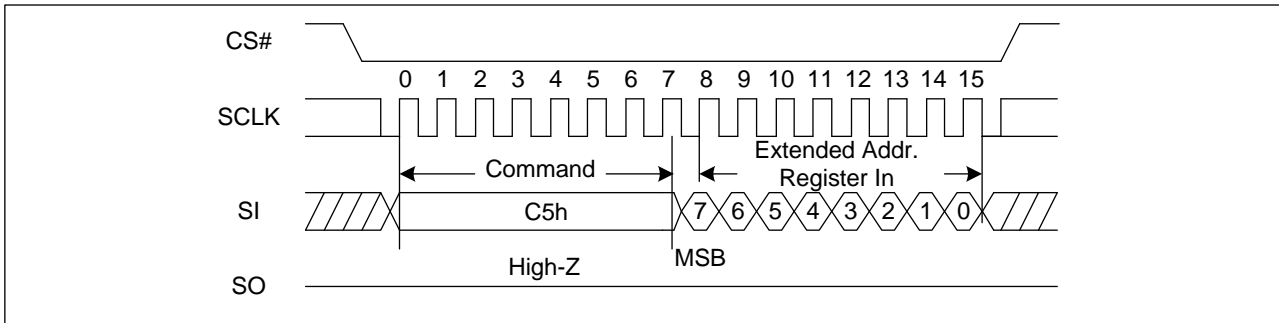 CS#
0 1 2 3 4 5 6 7 8 9 10 11 12 13 14 15
SCLK
Command
Extended Addr.
Register In
SI
C5h
7 6 5 4 3 2 1 0
High-Z
MSB
SO